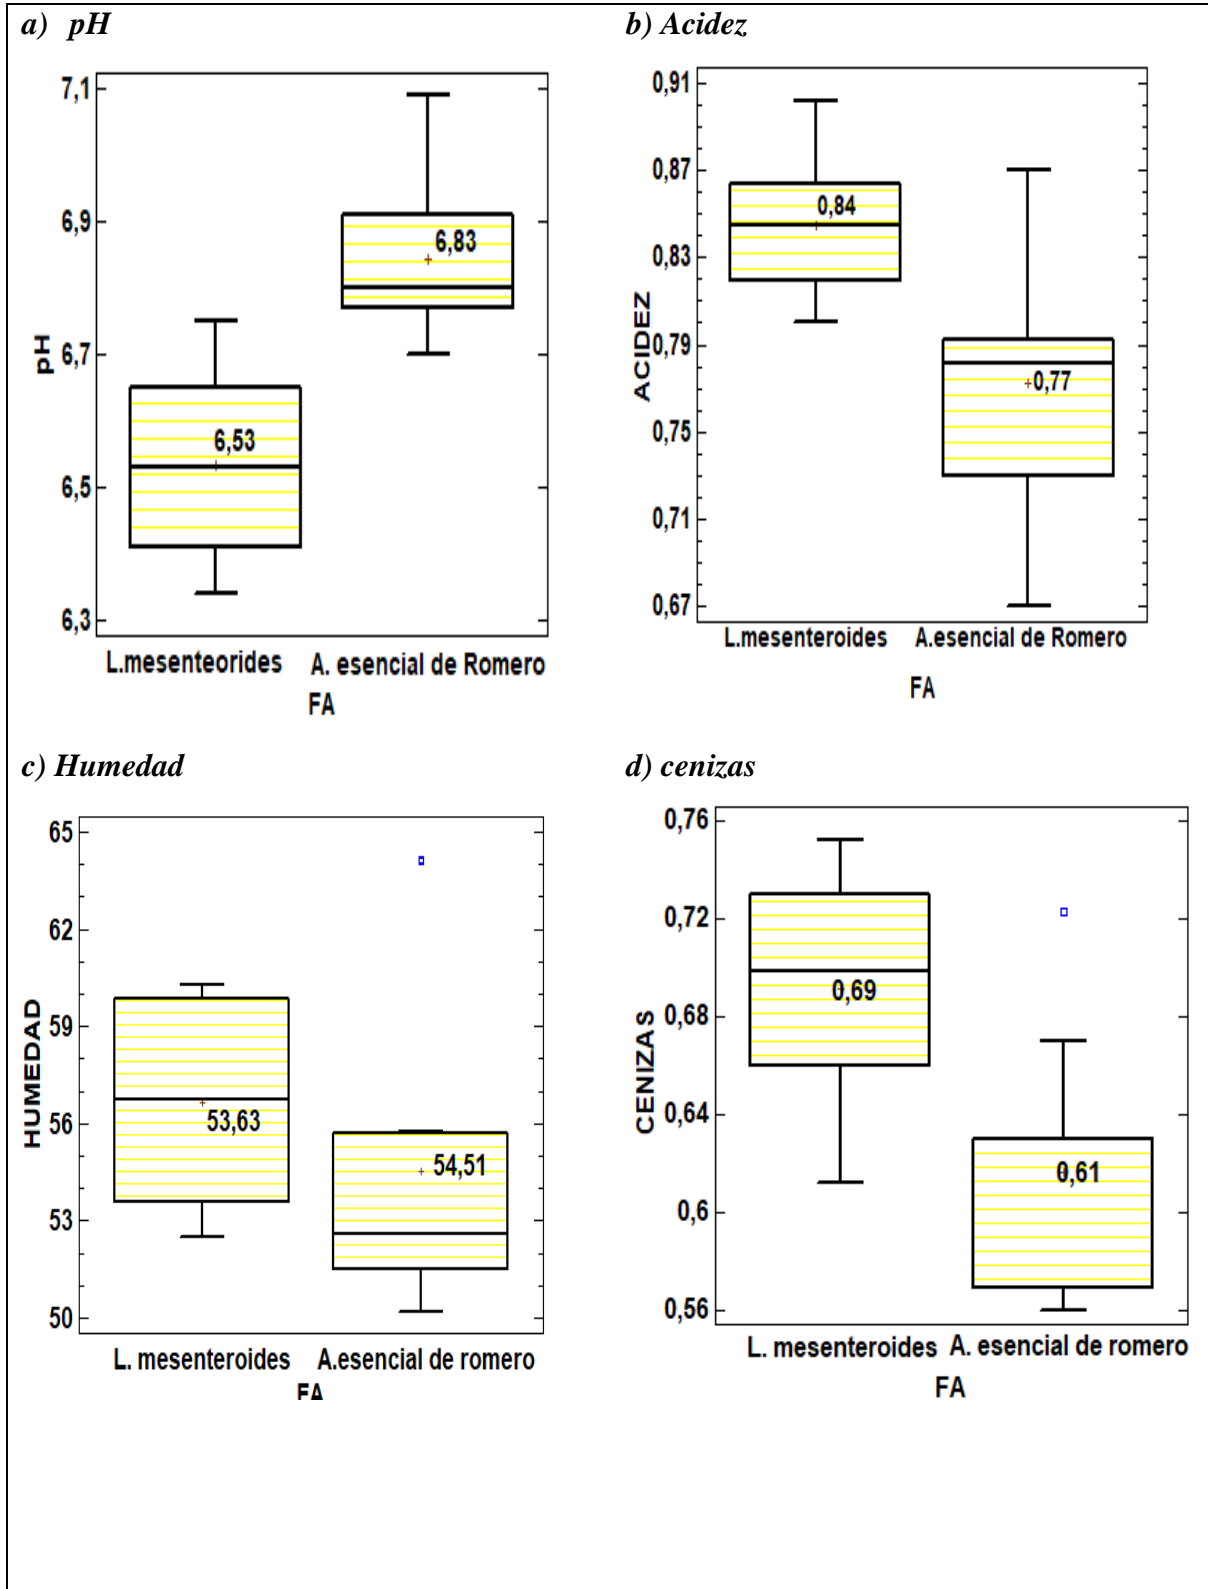 a) pH
b) Acidez
7,1
6,9
6,7
6,5
6,3
pH
6,53
6,83
L.mesenteorides
A. esencial de Romero
FA
0,91
0,87
0,83
0,79
0,75
0,71
0,67
ACIDEZ
0,84
0,77
L.mesenteroides
A.esencial de Romero
FA
c) Humedad
d) cenizas
65
62
59
56
53
50
HUMEDAD
53,63
54,51
L. mesenteroides
A.esencial de romero
FA
0,76
0,72
0,68
0,64
0,6
0,56
CENIZAS
0,69
0,61
L. mesenteroides
A. esencial de romero
FA